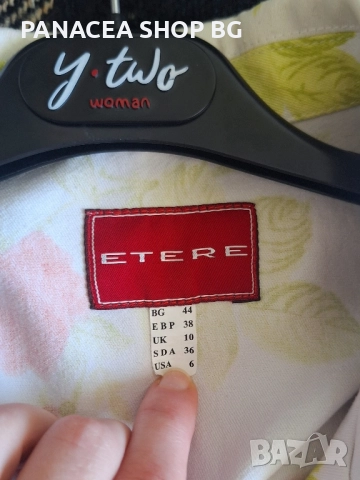 PANACEA SHOP BG
y·two
woman
ETERE
BG 44
EBP 38
UK 10
SDA 36
USA 6
BAZAR